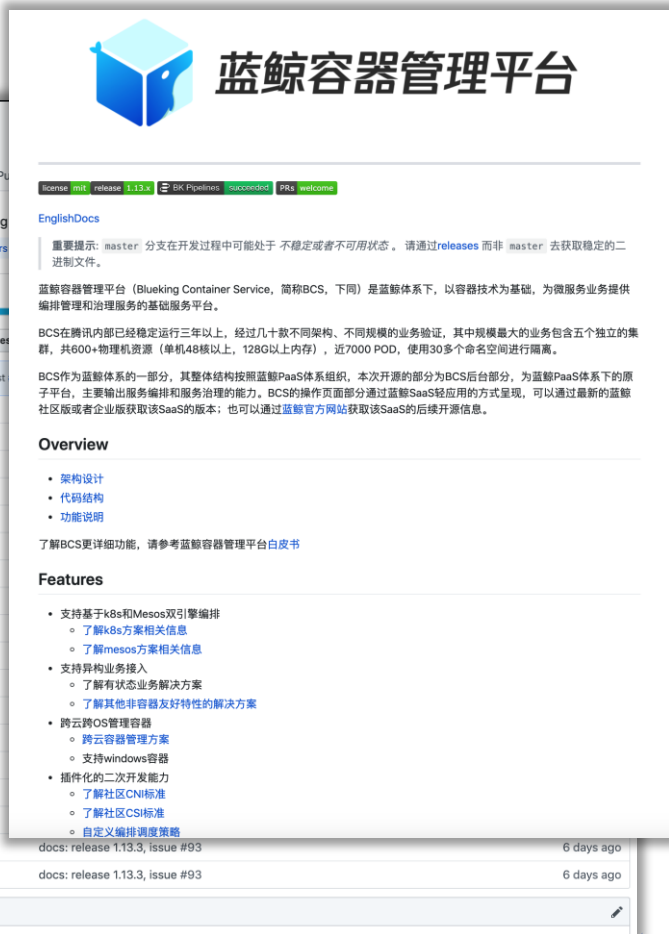 蓝鲸容器管理平台
license mit release 1.13.x BK Pipelines succeeded PRs welcome
EnglishDocs
重要提示: master 分支在开发过程中可能处于 不稳定或者不可用状态 。 请通过releases 而非 master 去获取稳定的二
进制文件。
蓝鲸容器管理平台（Blueking Container Service，简称BCS，下同）是蓝鲸体系下，以容器技术为基础，为微服务业务提供
编排管理和治理服务的基础服务平台。
BCS在腾讯内部已经稳定运行三年以上，经过几十款不同架构、不同规模的业务验证，其中规模最大的业务包含五个独立的集
群，共600+物理机资源（单机48核以上，128G以上内存），近7000 POD，使用30多个命名空间进行隔离。
BCS作为蓝鲸体系的一部分，其整体结构按照蓝鲸PaaS体系组织，本次开源的部分为BCS后台部分，为蓝鲸PaaS体系下的原
子平台，主要输出服务编排和服务治理的能力。BCS的操作页面部分通过蓝鲸SaaS轻应用的方式呈现，可以通过最新的蓝鲸
社区版或者企业版获取该SaaS的版本；也可以通过蓝鲸官方网站获取该SaaS的后续开源信息。
Overview
• 架构设计
• 代码结构
• 功能说明
了解BCS更详细功能，请参考蓝鲸容器管理平台白皮书
Features
• 支持基于k8s和Mesos双引擎编排
◦ 了解k8s方案相关信息
◦ 了解mesos方案相关信息
• 支持异构业务接入
◦ 了解有状态业务解决方案
◦ 了解其他非容器友好特性的解决方案
• 跨云跨OS管理容器
◦ 跨云容器管理方案
◦ 支持windows容器
• 插件化的二次开发能力
◦ 了解社区CNI标准
◦ 了解社区CSI标准
◦ 自定义编排调度策略
docs: release 1.13.3, issue #93 6 days ago
docs: release 1.13.3, issue #93 6 days ago